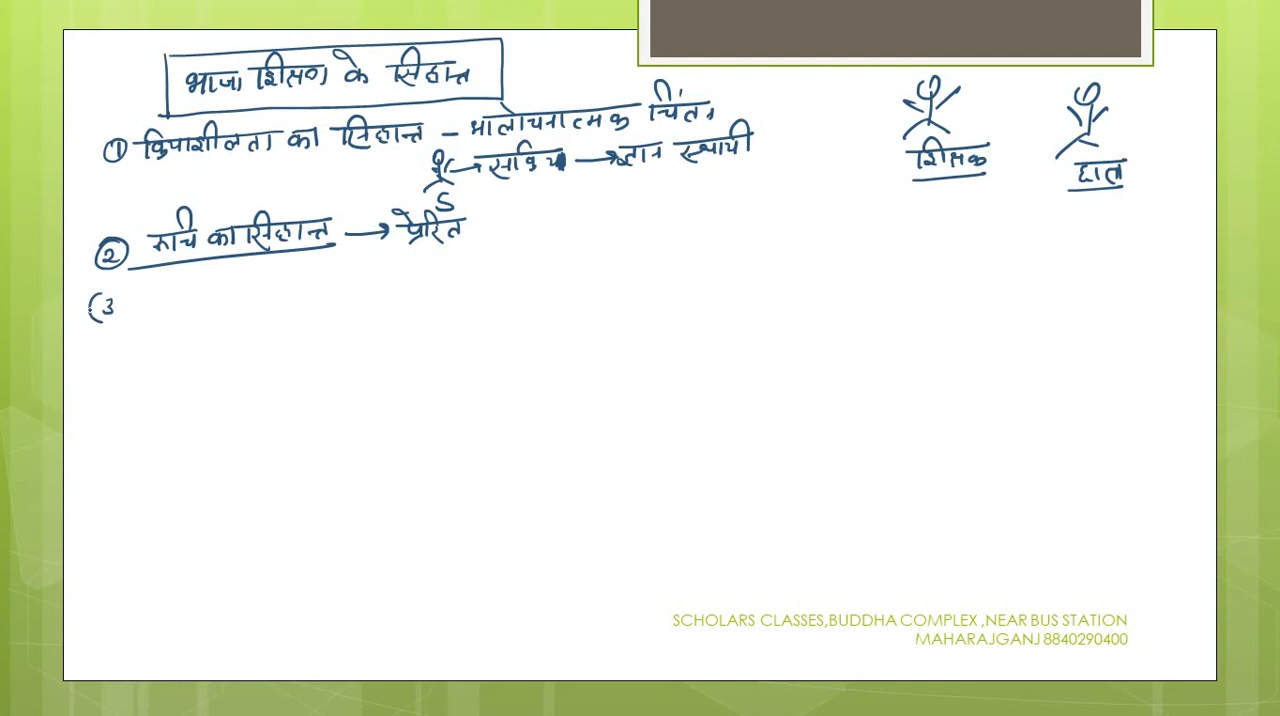 भाषा शिक्षण के सिद्धान्त
① क्रियाशीलता का सिद्धान्त – आलोचनात्मक चिंतन
→ सक्रिय → ज्ञान स्थायी
S
② रूचि का सिद्धान्त → प्रेरित
(3
शिक्षक
छात्र
SCHOLARS CLASSES,BUDDHA COMPLEX ,NEAR BUS STATION
MAHARAJGANJ 8840290400